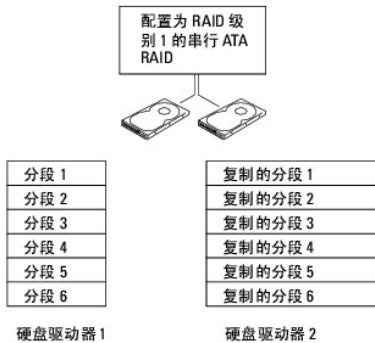 配置为 RAID 级
别 1 的串行 ATA
RAID
分段 1
分段 2
分段 3
分段 4
分段 5
分段 6
硬盘驱动器 1
复制的分段 1
复制的分段 2
复制的分段 3
复制的分段 4
复制的分段 5
复制的分段 6
硬盘驱动器 2